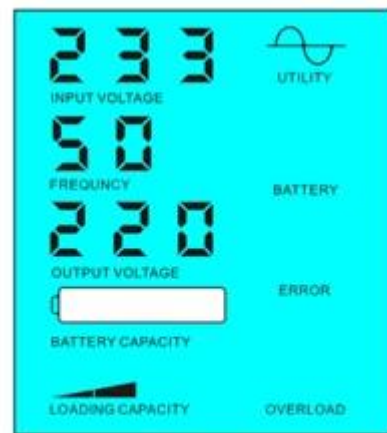 233
UTILITY
INPUT VOLTAGE
50
FREQUNCY
BATTERY
220
OUTPUT VOLTAGE
ERROR
BATTERY CAPACITY
LOADING CAPACITY
OVERLOAD